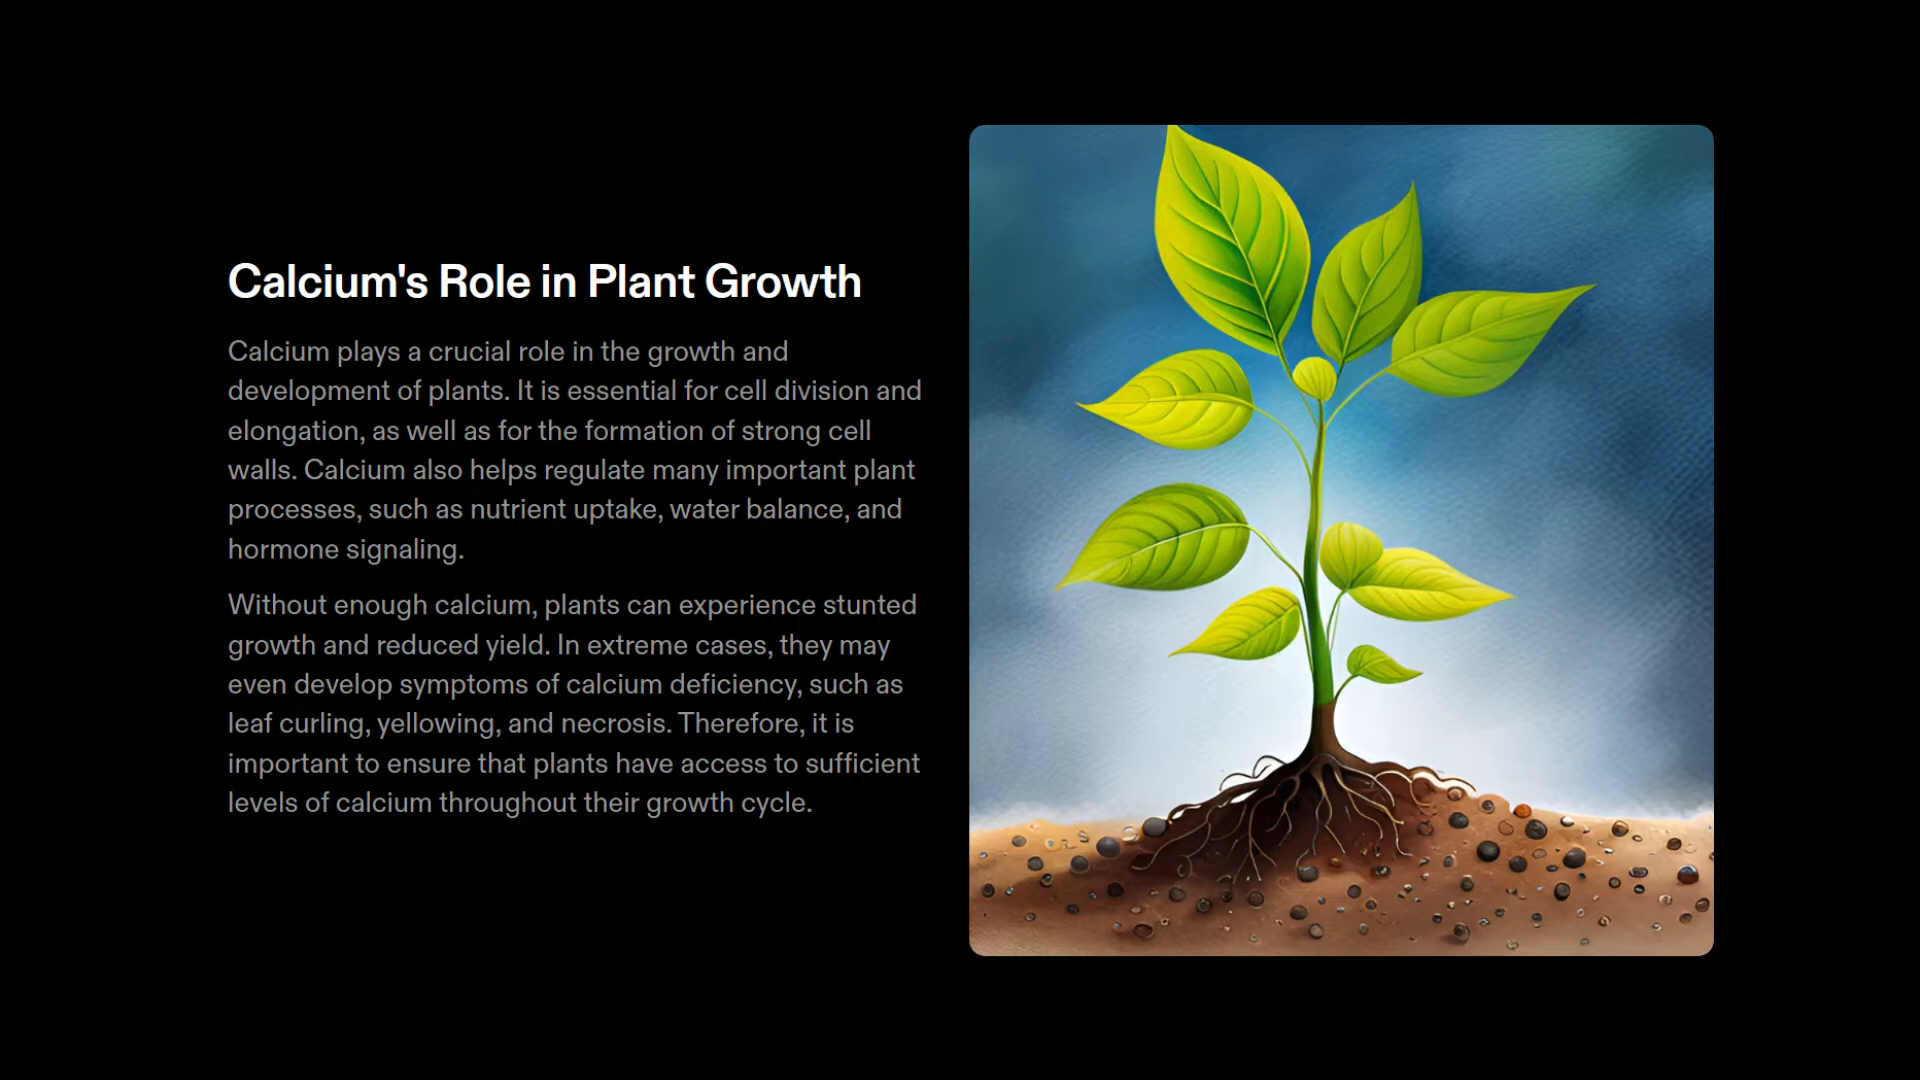 Calcium's Role in Plant Growth
Calcium plays a crucial role in the growth and
development of plants. It is essential for cell division and
elongation, as well as for the formation of strong cell
walls. Calcium also helps regulate many important plant
processes, such as nutrient uptake, water balance, and
hormone signaling.
Without enough calcium, plants can experience stunted
growth and reduced yield. In extreme cases, they may
even develop symptoms of calcium deficiency, such as
leaf curling, yellowing, and necrosis. Therefore, it is
important to ensure that plants have access to sufficient
levels of calcium throughout their growth cycle.